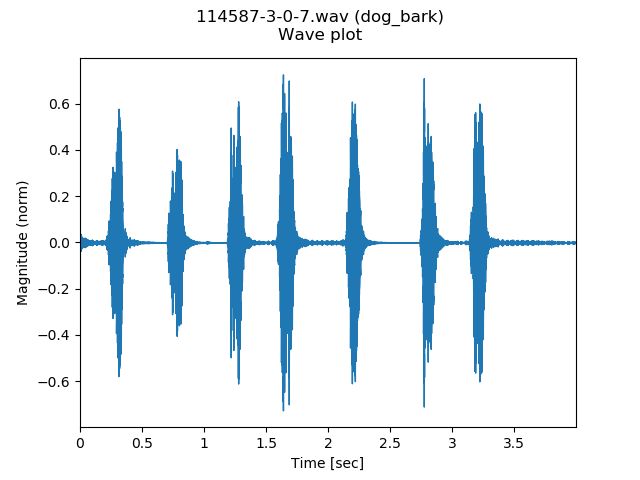 114587-3-0-7.wav (dog_bark)
Wave plot
0.6
0.4
0.2
0.0
−0.2
−0.4
−0.6
Magnitude (norm)
0 0.5 1 1.5 2 2.5 3 3.5
Time [sec]